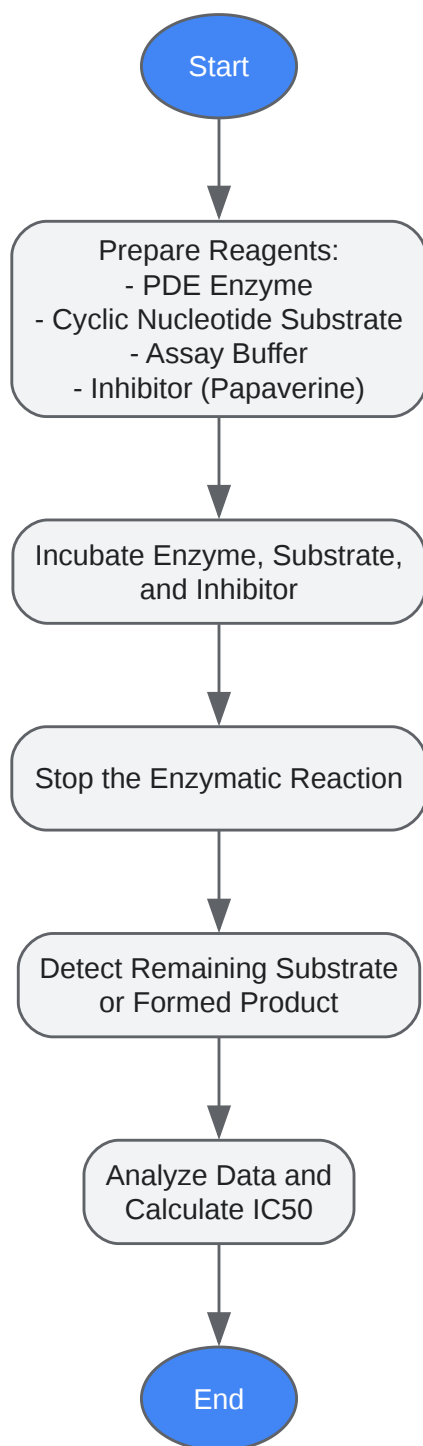 Start
Prepare Reagents:
- PDE Enzyme
- Cyclic Nucleotide Substrate
- Assay Buffer
- Inhibitor (Papaverine)
Incubate Enzyme, Substrate,
and Inhibitor
Stop the Enzymatic Reaction
Detect Remaining Substrate
or Formed Product
Analyze Data and
Calculate IC50
End